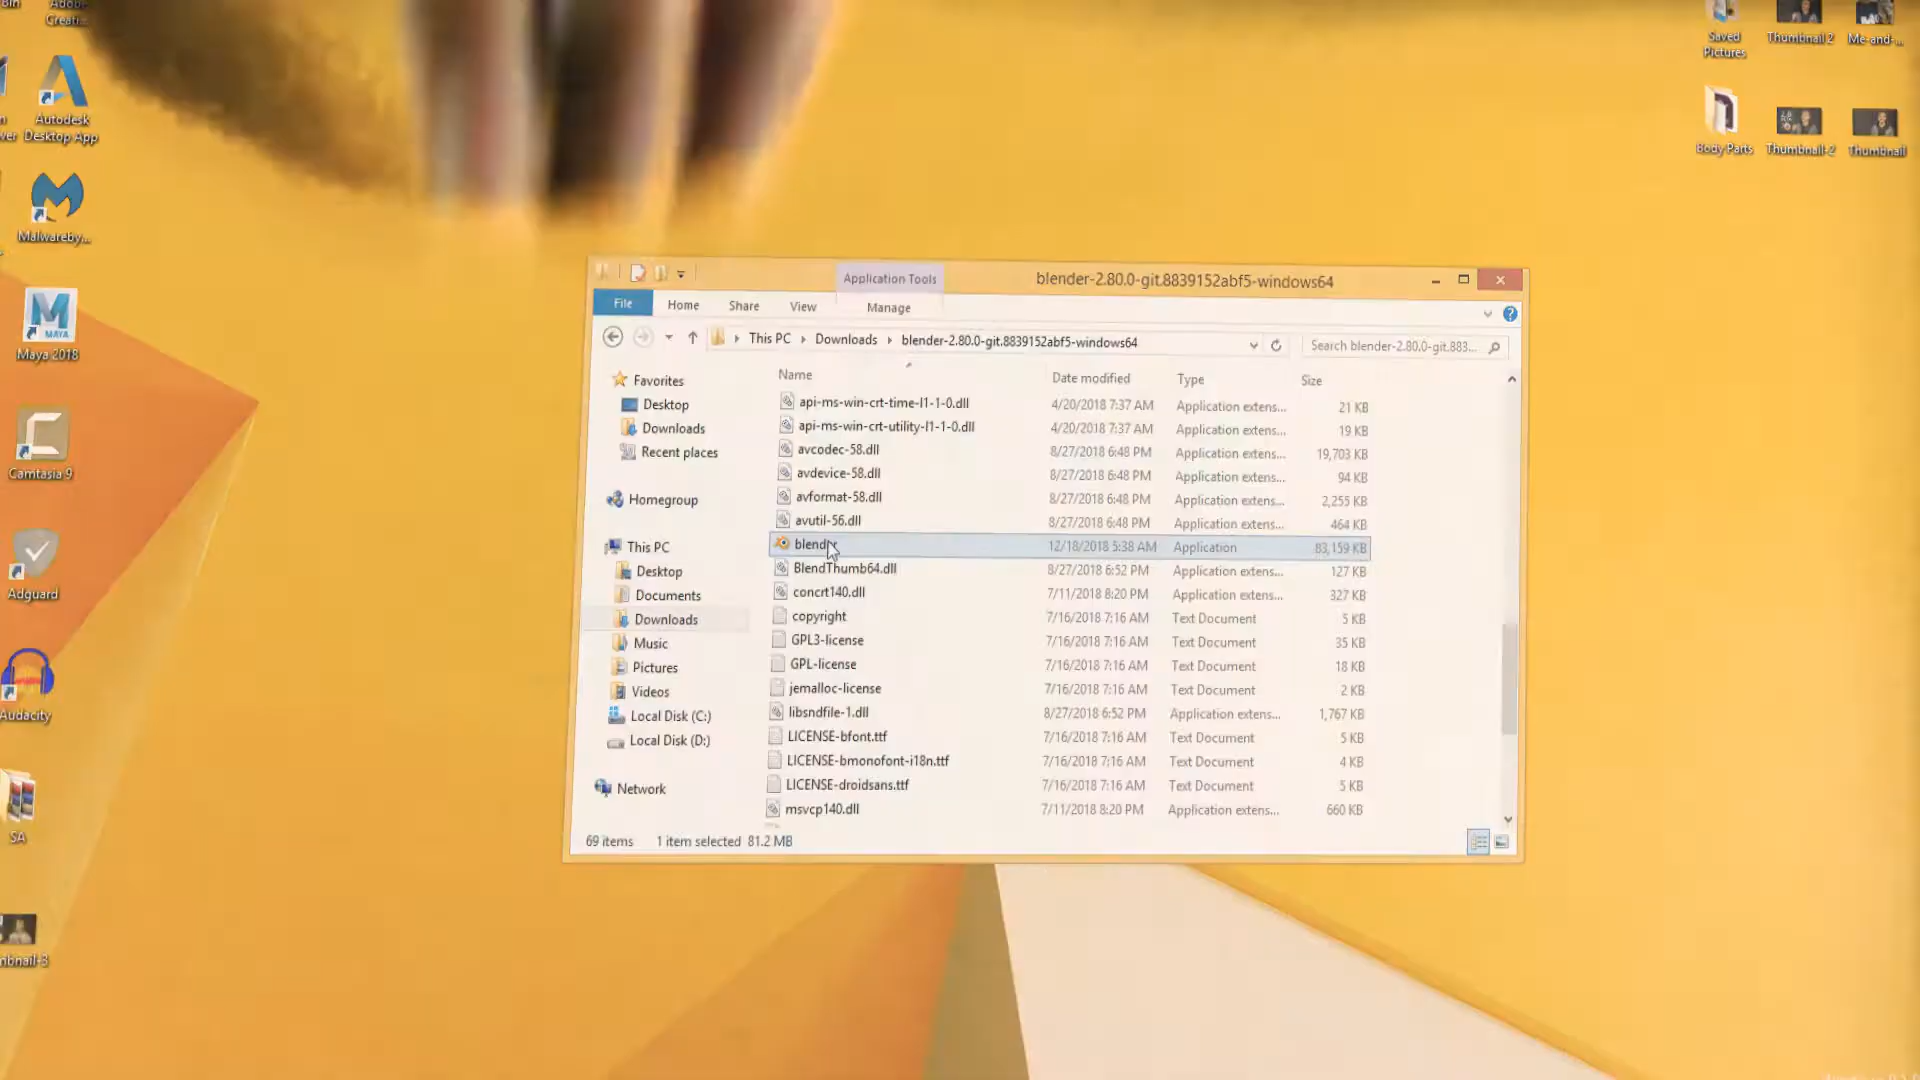 Bin
Adobe
Creati...
Autodesk
Desktop App
Malwareby...
MAYA
Maya 2018
Camtasia 9
Adguard
Audacity
SA
Saved
Pictures
Thumbnail 2
Me-and-...
Body Parts
Thumbnail-2
Thumbnail
Application Tools
blender-2.80.0-git.8839152abf5-windows64
File
Home
Share
View
Manage
This PC
Downloads
blender-2.80.0-git.8839152abf5-windows64
Search blender-2.80.0-git.883...
Favorites
Desktop
Downloads
Recent places
Homegroup
This PC
Desktop
Documents
Downloads
Music
Pictures
Videos
Local Disk (C:)
Local Disk (D:)
Network
Name Date modified Type Size
api-ms-win-crt-time-l1-1-0.dll 4/20/2018 7:37 AM Application extens... 21 KB
api-ms-win-crt-utility-l1-1-0.dll 4/20/2018 7:37 AM Application extens... 19 KB
avcodec-58.dll 8/27/2018 6:48 PM Application extens... 19,703 KB
avdevice-58.dll 8/27/2018 6:48 PM Application extens... 94 KB
avformat-58.dll 8/27/2018 6:48 PM Application extens... 2,255 KB
avutil-56.dll 8/27/2018 6:48 PM Application extens... 464 KB
blender 12/18/2018 5:38 AM Application 83,159 KB
BlendThumb64.dll 8/27/2018 6:52 PM Application extens... 127 KB
concrt140.dll 7/11/2018 8:20 PM Application extens... 327 KB
copyright 7/16/2018 7:16 AM Text Document 5 KB
GPL3-license 7/16/2018 7:16 AM Text Document 35 KB
GPL-license 7/16/2018 7:16 AM Text Document 18 KB
jemalloc-license 7/16/2018 7:16 AM Text Document 2 KB
libsndfile-1.dll 8/27/2018 6:52 PM Application extens... 1,767 KB
LICENSE-bfont.ttf 7/16/2018 7:16 AM Text Document 5 KB
LICENSE-bmonofont-i18n.ttf 7/16/2018 7:16 AM Text Document 4 KB
LICENSE-droidsans.ttf 7/16/2018 7:16 AM Text Document 5 KB
msvcp140.dll 7/11/2018 8:20 PM Application extens... 660 KB
69 items 1 item selected 81.2 MB